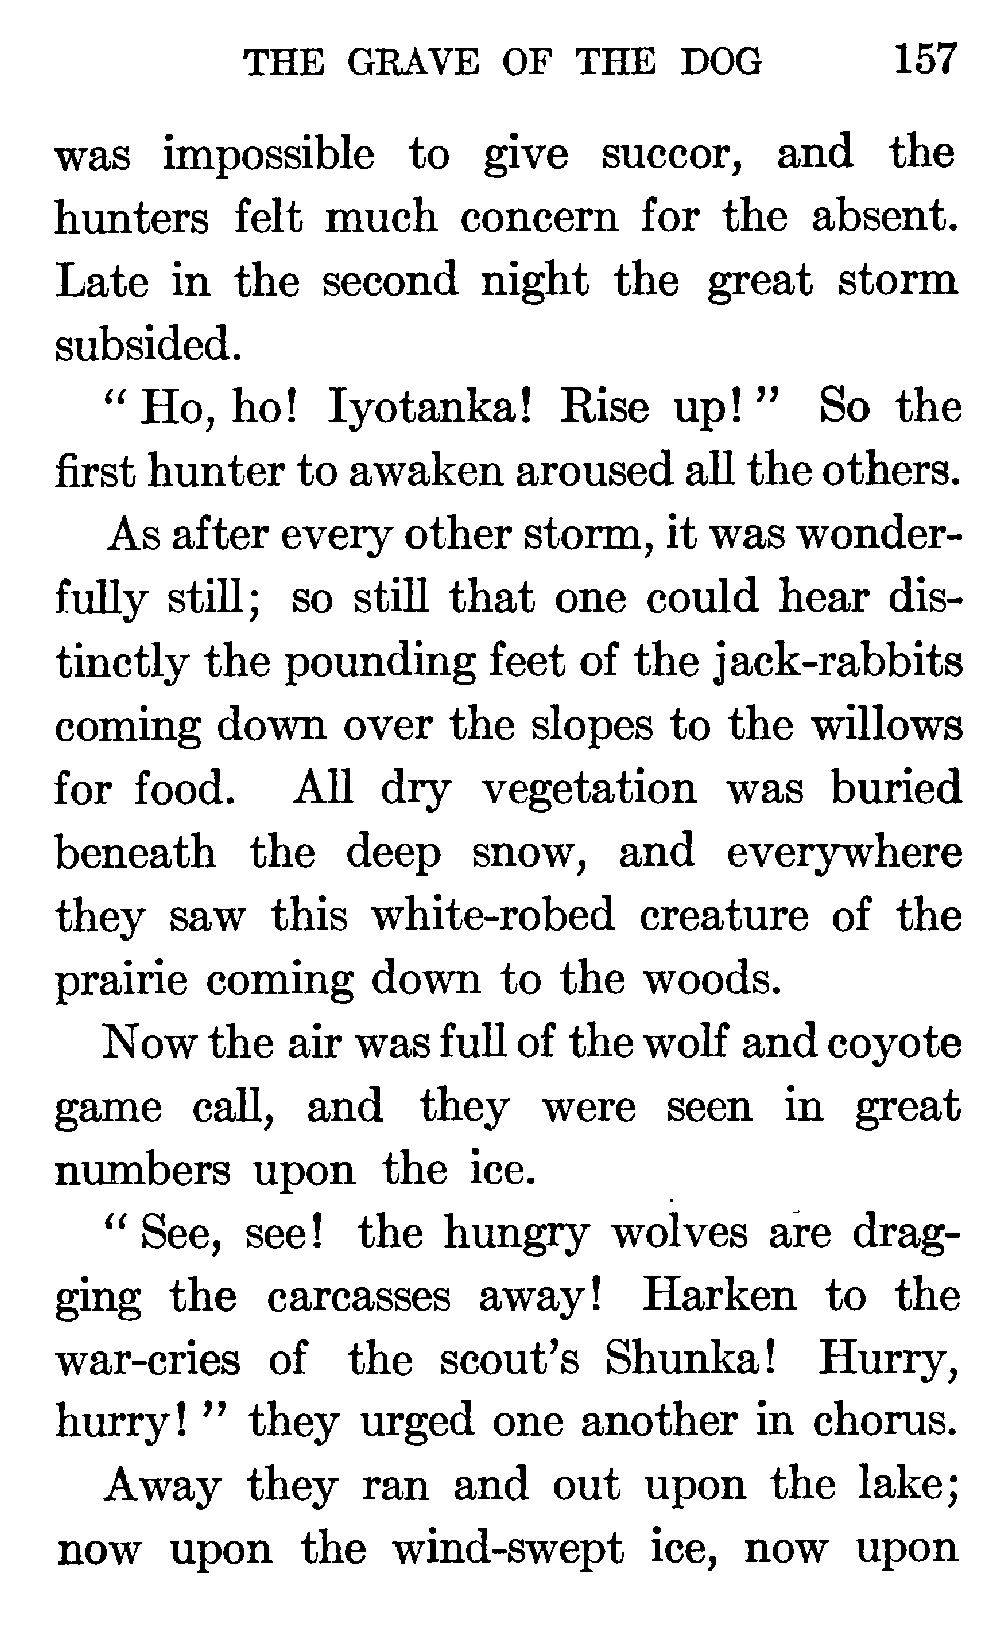 THE GRAVE OF THE DOG 157
was impossible to give succor, and the
hunters felt much concern for the absent.
Late in the second night the great storm
subsided.
“ Ho, ho! Iyotanka! Rise up! ” So the
first hunter to awaken aroused all the others.
As after every other storm, it was wonder-
fully still; so still that one could hear dis-
tinctly the pounding feet of the jack-rabbits
coming down over the slopes to the willows
for food. All dry vegetation was buried
beneath the deep snow, and everywhere
they saw this white-robed creature of the
prairie coming down to the woods.
Now the air was full of the wolf and coyote
game call, and they were seen in great
numbers upon the ice.
“ See, see! the hungry wolves are drag-
ging the carcasses away! Harken to the
war-cries of the scout’s Shunka! Hurry,
hurry! ” they urged one another in chorus.
Away they ran and out upon the lake;
now upon the wind-swept ice, now upon